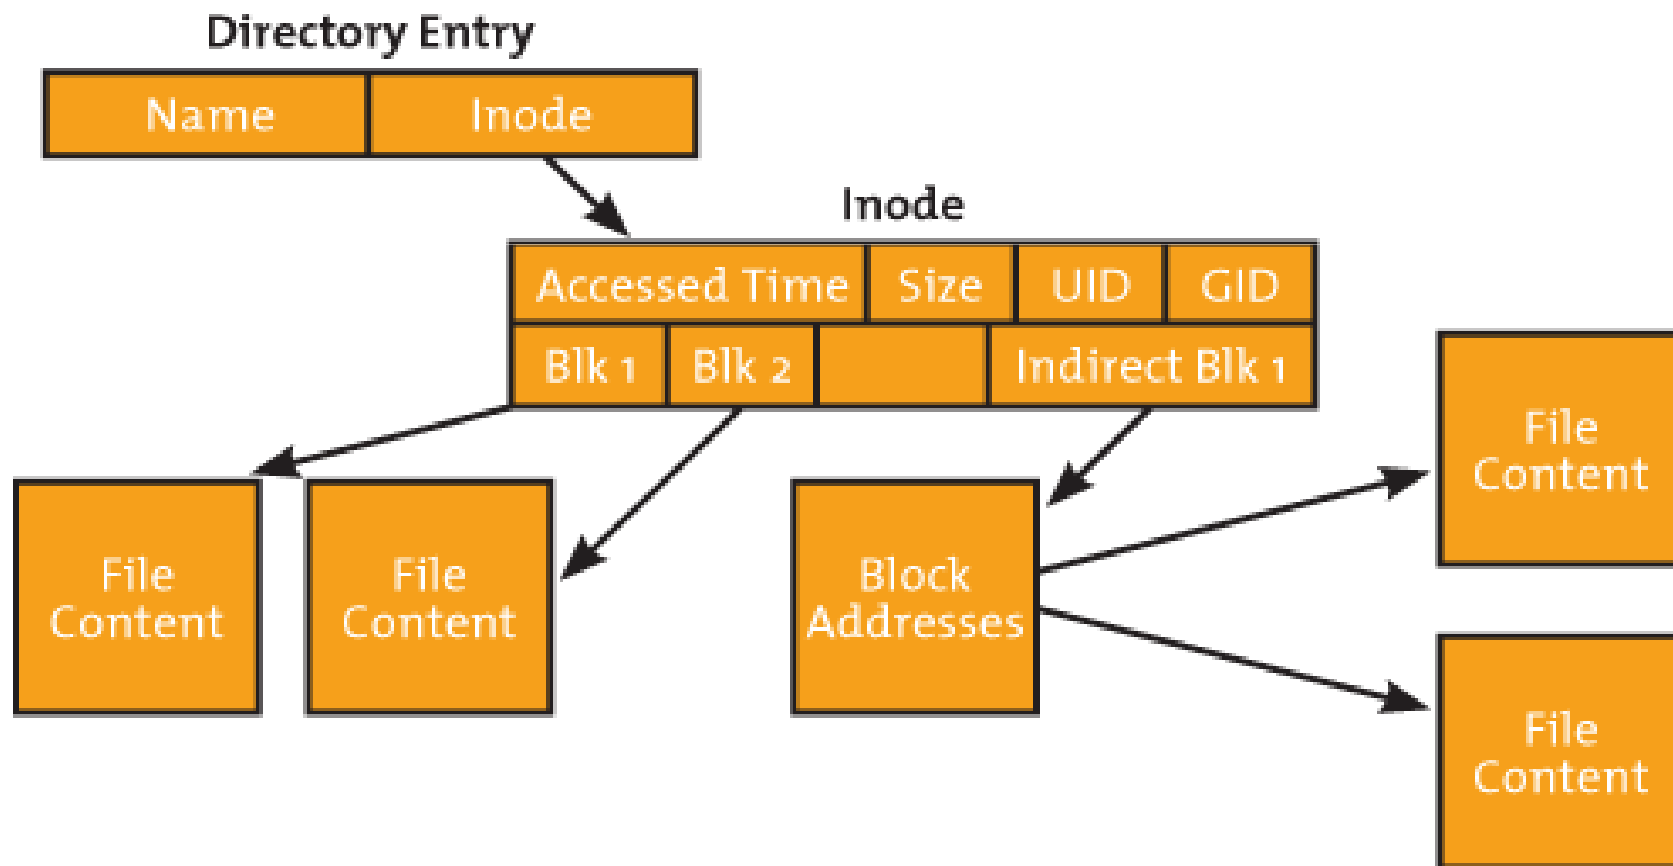 Directory Entry
Name Inode
Inode
Accessed Time Size UID GID
Blk 1 Blk 2 Indirect Blk 1
File
Content
File
Content
Block
Addresses
File
Content
File
Content